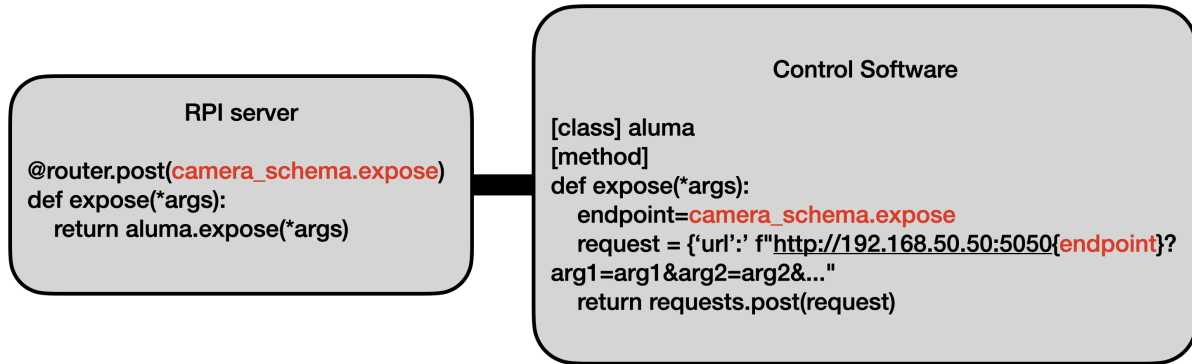 RPI server
@router.post(camera_schema.expose)
def expose(*args):
return aluma.expose(*args)
Control Software
[class] aluma
[method]
def expose(*args):
endpoint=camera_schema.expose
request = {‘url’:’ f"http://192.168.50.50:5050{endpoint}?
arg1=arg1&arg2=arg2&..."
return requests.post(request)